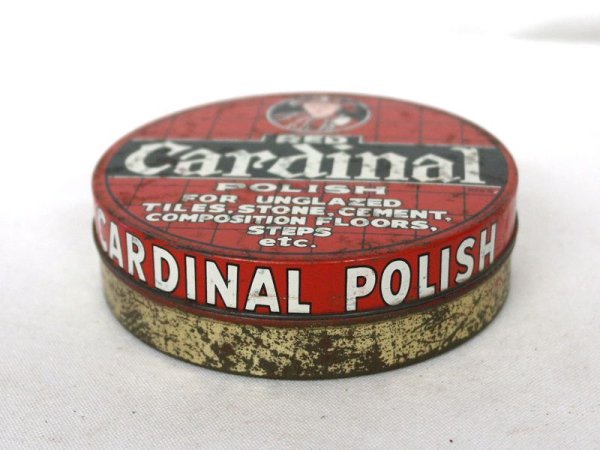 RED
Cardinal
POLISH
FOR UNGLAZED
TILES, STONE, CEMENT,
COMPOSITION FLOORS,
STEPS
etc.
CARDINAL POLISH